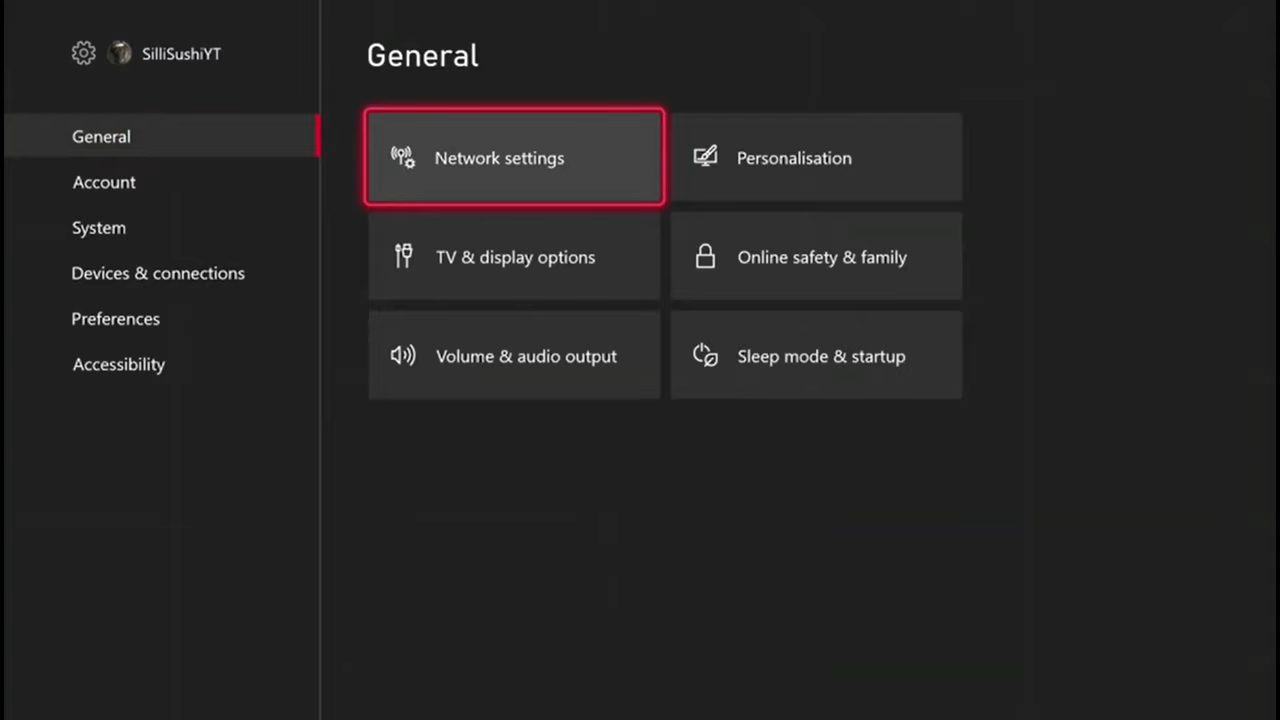 SilliSushiYT
General
Account
System
Devices & connections
Preferences
Accessibility
General
Network settings
Personalisation
TV & display options
Online safety & family
Volume & audio output
Sleep mode & startup